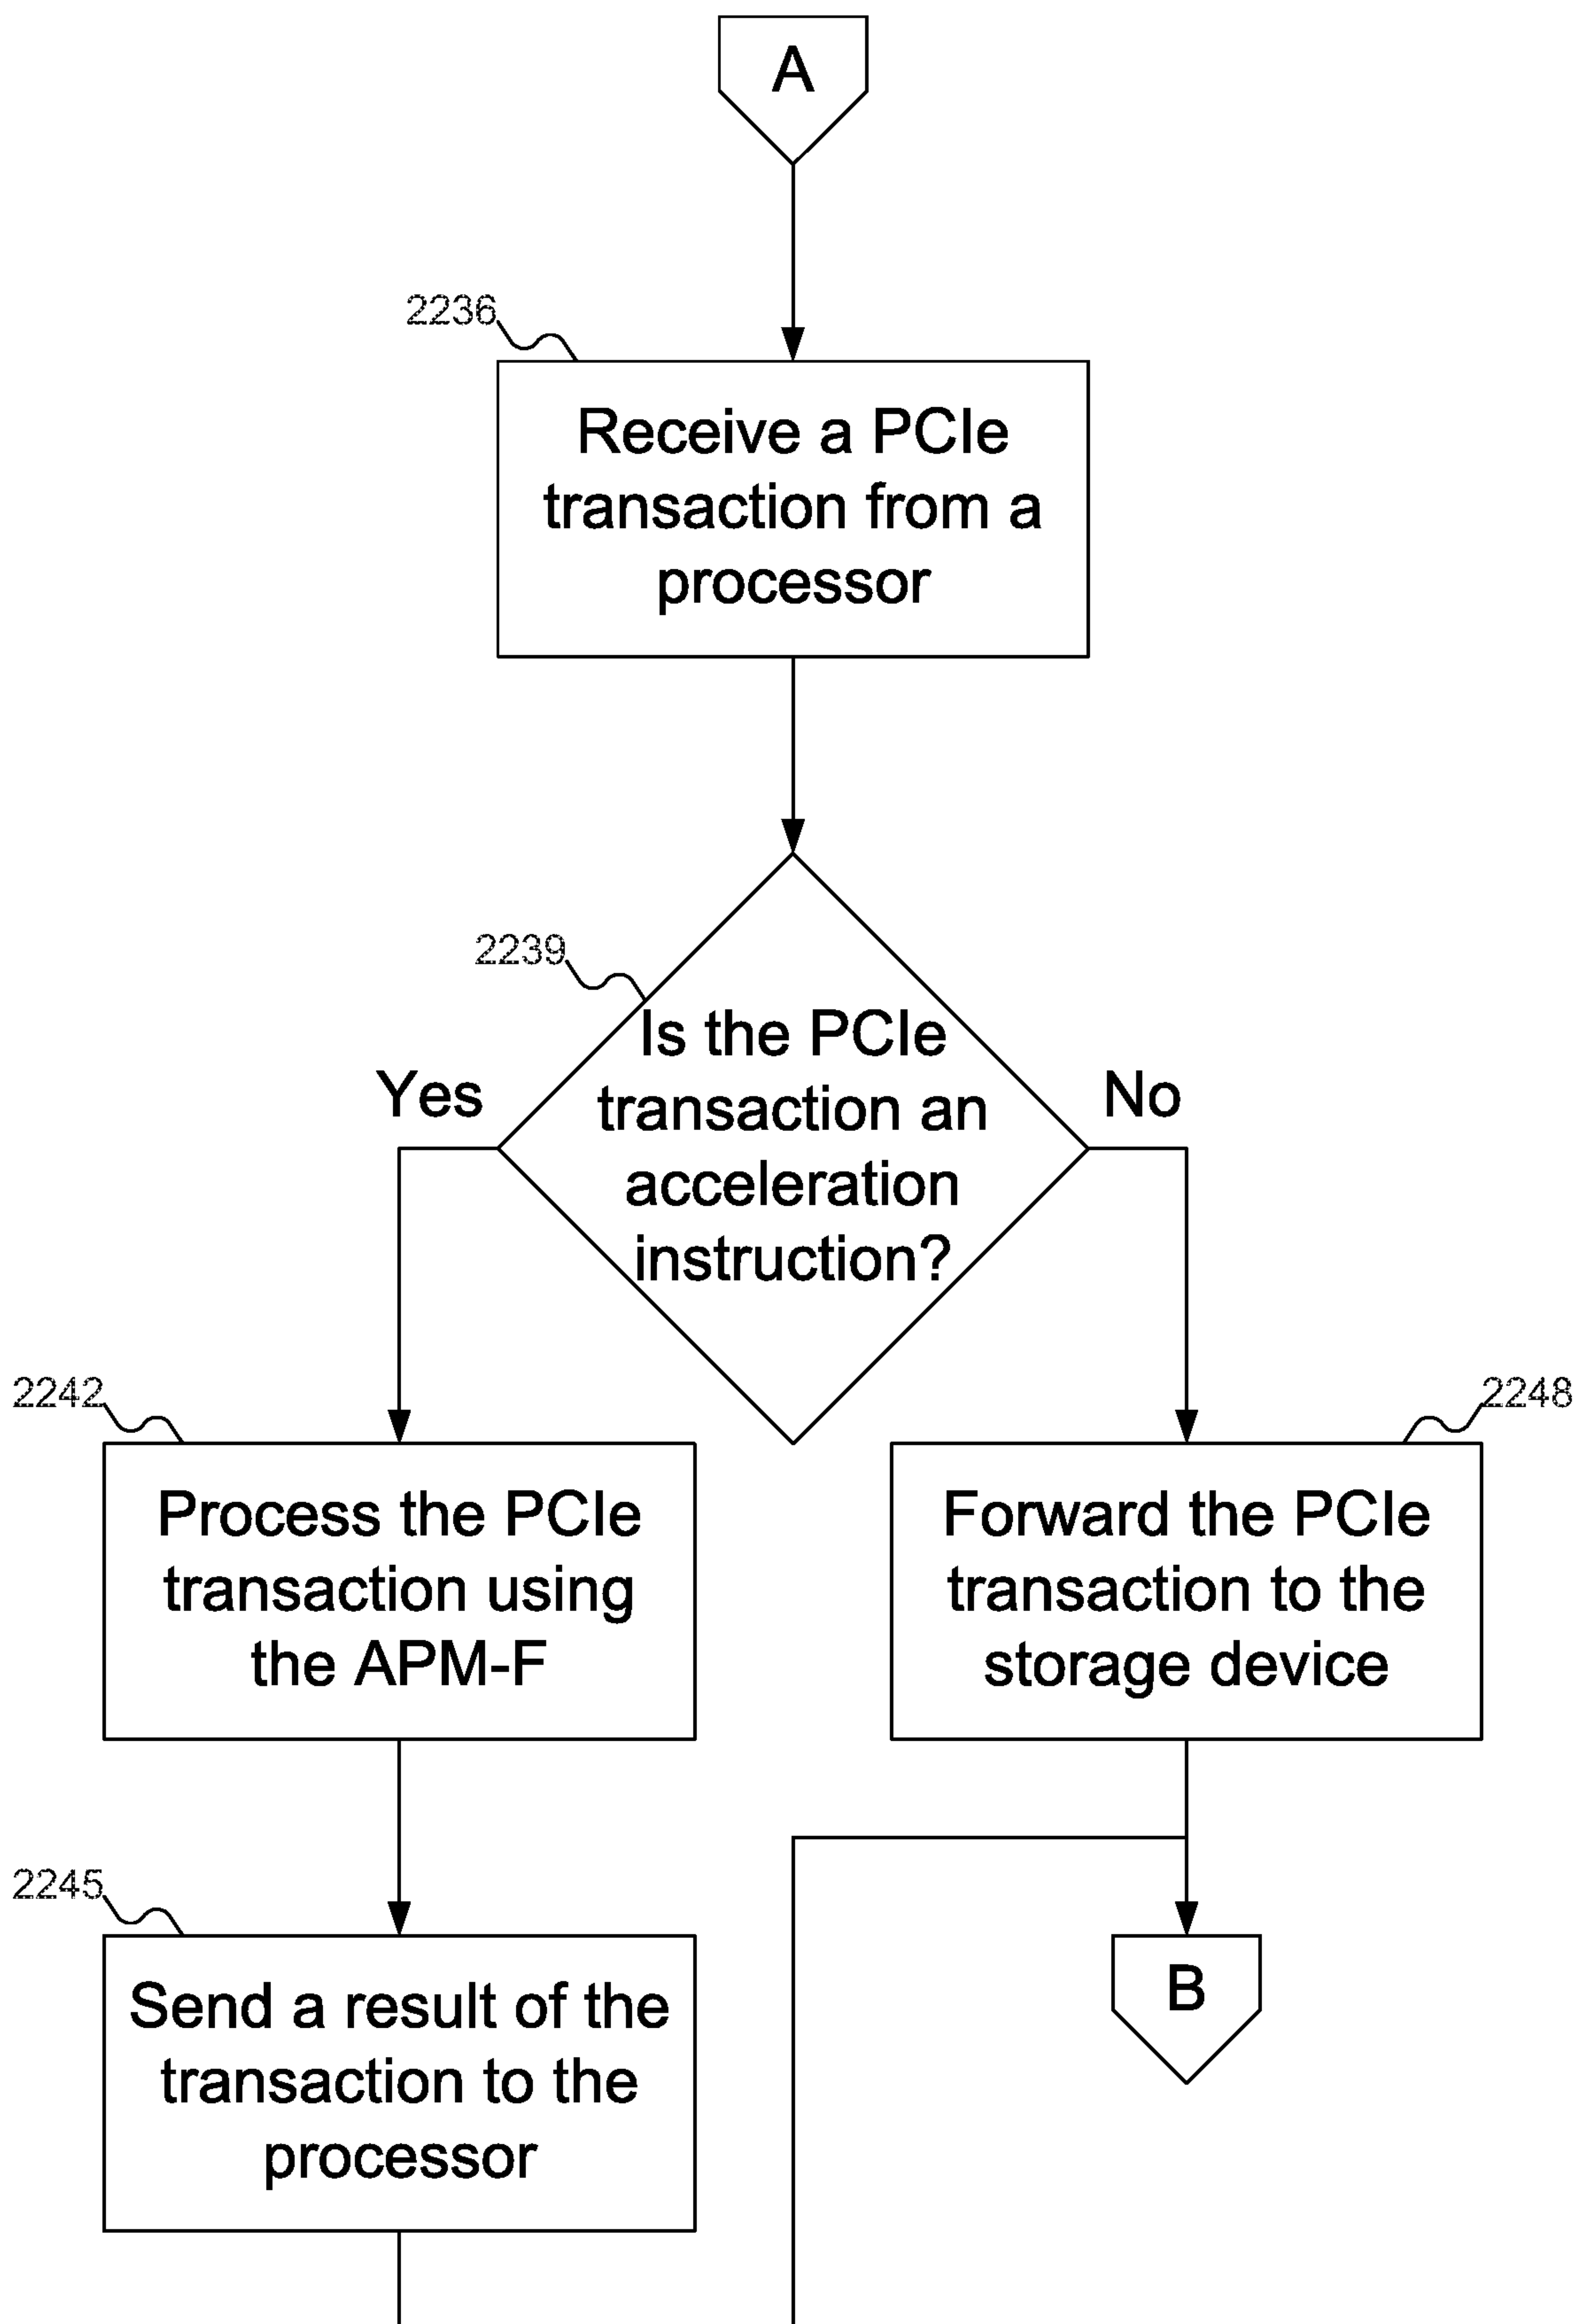 A
2236
Receive a PCIe
transaction from a
processor
2239
Is the PCIe
transaction an
acceleration
instruction?
Yes
No
2242
Process the PCIe
transaction using
the APM-F
2248
Forward the PCIe
transaction to the
storage device
2245
Send a result of the
transaction to the
processor
B